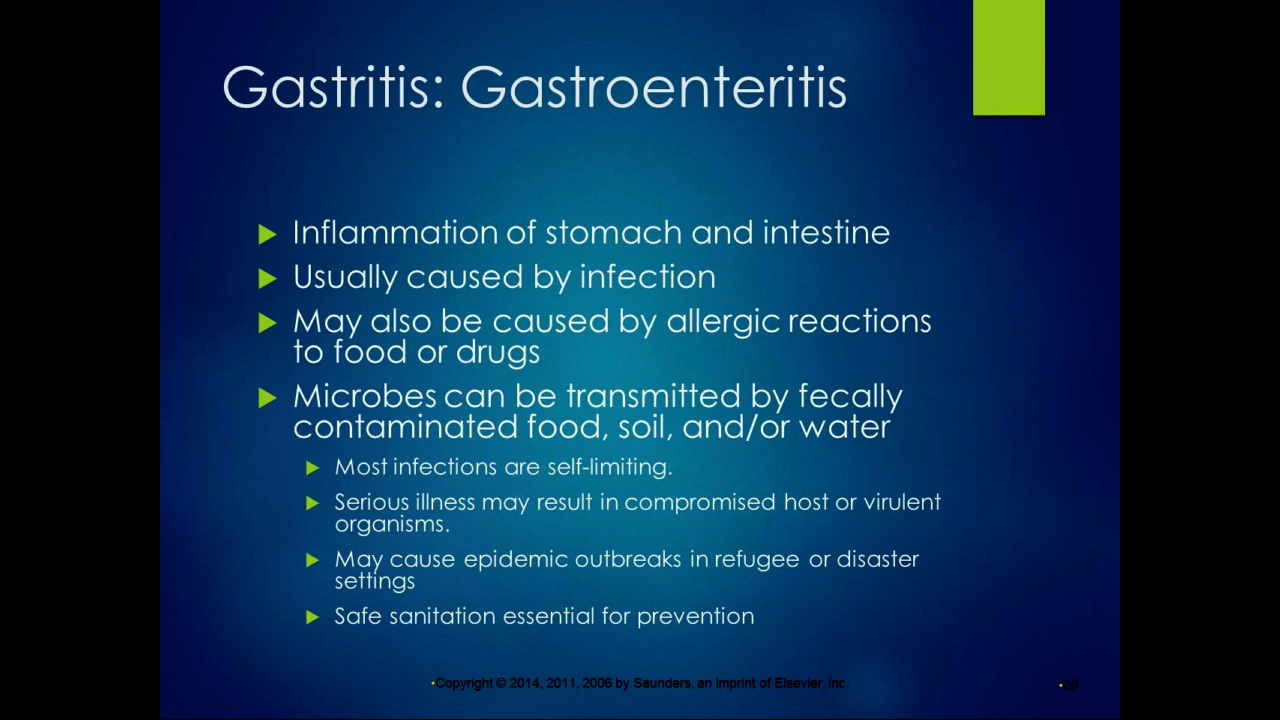 Gastritis: Gastroenteritis
Inflammation of stomach and intestine
Usually caused by infection
May also be caused by allergic reactions
to food or drugs
Microbes can be transmitted by fecally
contaminated food, soil, and/or water
Most infections are self-limiting.
Serious illness may result in compromised host or virulent
organisms.
May cause epidemic outbreaks in refugee or disaster
settings
Safe sanitation essential for prevention
•Copyright © 2014, 2011, 2006 by Saunders, an imprint of Elsevier, Inc.